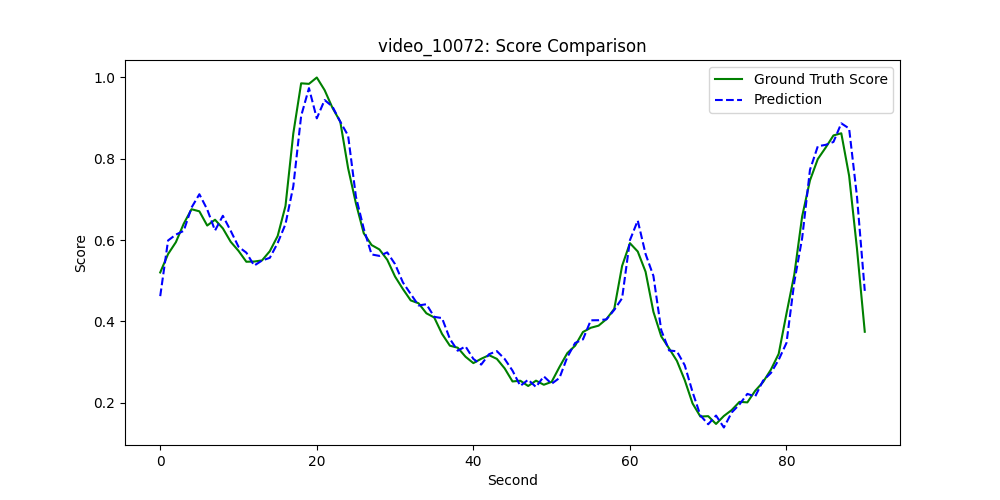 video_10072: Score Comparison
Ground Truth Score
Prediction
Score
1.0
0.8
0.6
0.4
0.2
0 20 40 60 80
Second